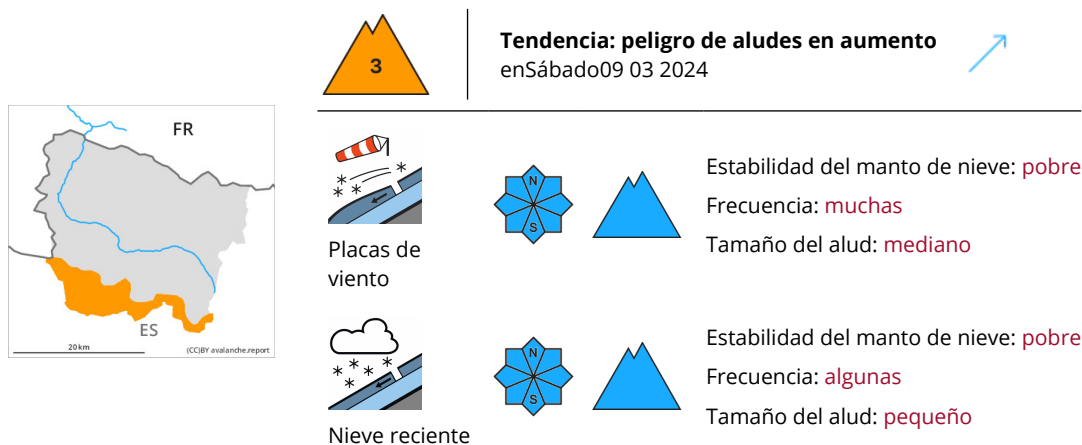 3
Tendencia: peligro de aludes en aumento
enSábado09 03 2024
FR
ES
20 km
(CC)BY avalanche.report
Placas de
viento
N
S
Estabilidad del manto de nieve: pobre
Frecuencia: muchas
Tamaño del alud: mediano
Nieve reciente
N
S
Estabilidad del manto de nieve: pobre
Frecuencia: algunas
Tamaño del alud: pequeño